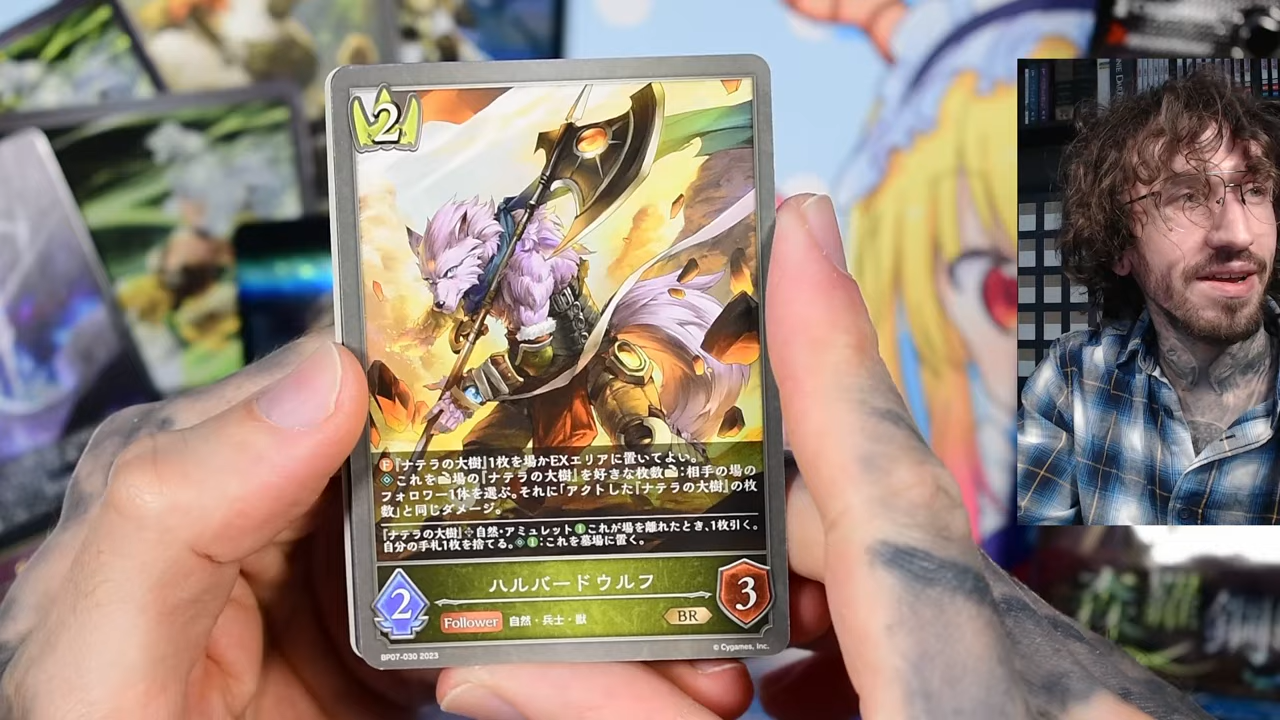 2
Ⓕ『ナテラの大樹』1枚を場かEXエリアに置いてよい。
これを場の『ナテラの大樹』を好きな枚数:相手の場の
フォロワー1体を選ぶ。それに「アクトした『ナテラの大樹』の枚
数」と同じダメージ。
『ナテラの大樹』自然・アミュレット①これが場を離れたとき、1枚引く。
自分の手札1枚を捨てる。①:これを墓場に置く。
ハルバードウルフ
2
3
Follower
自然・兵士・獣
BR
BP07-030 2023
© Cygames, Inc.